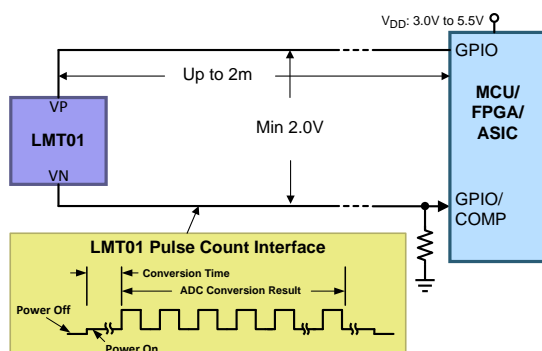 VDD: 3.0V to 5.5V
GPIO
Up to 2m
MCU/
FPGA/
ASIC
VP
LMT01
VN
Min 2.0V
GPIO/
COMP
LMT01 Pulse Count Interface
Conversion Time
ADC Conversion Result
Power Off
Power On